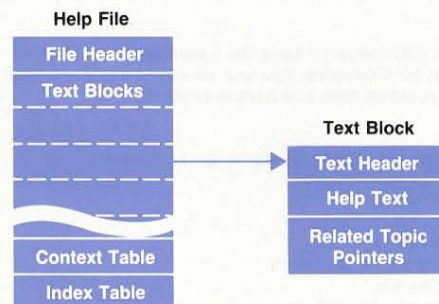 Help File
File Header
Text Blocks
Context Table
Index Table
Text Block
Text Header
Help Text
Related Topic
Pointers